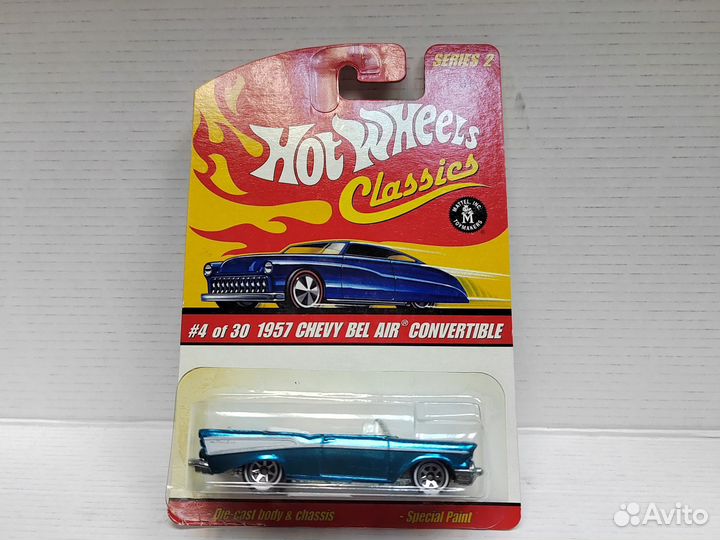 SERIES 2
HOT WHEELS
Classics
MATTEL, INC.
M
TOYMAKERS
#4 of 30 1957 CHEVY BEL AIR® CONVERTIBLE
Die-cast body & chassis
- Special Paint
Avito